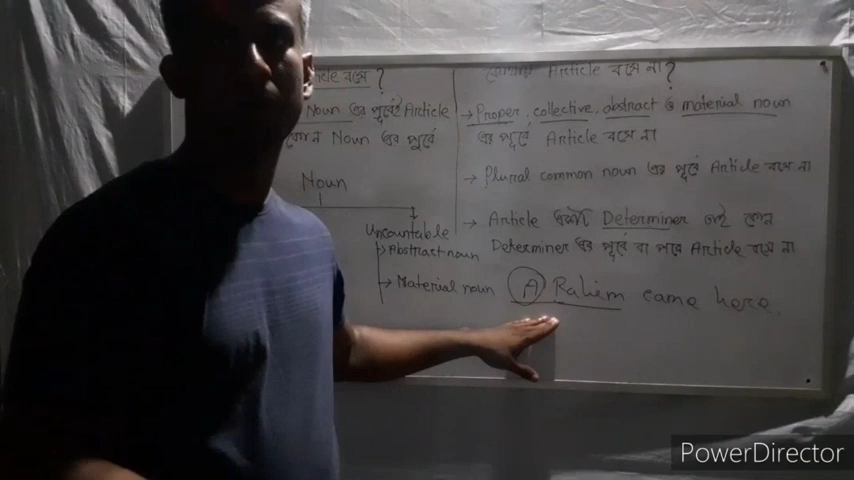 Article বসে ?
Noun এর পূর্বেই Article
কোন Noun এর পূর্বে
Noun
Uncountable
→ Abstract noun
→ Material noun
কোথায় Article বসে না ?
→ Proper, collective, abstract ও material noun
এর পূর্বে Article বসে না
→ Plural common noun এর পূর্বে Article বসে না
→ Article একটি Determiner তাই কোন
Determiner এর পূর্বে বা পরে Article বসে না
A Rahim came here.
PowerDirector